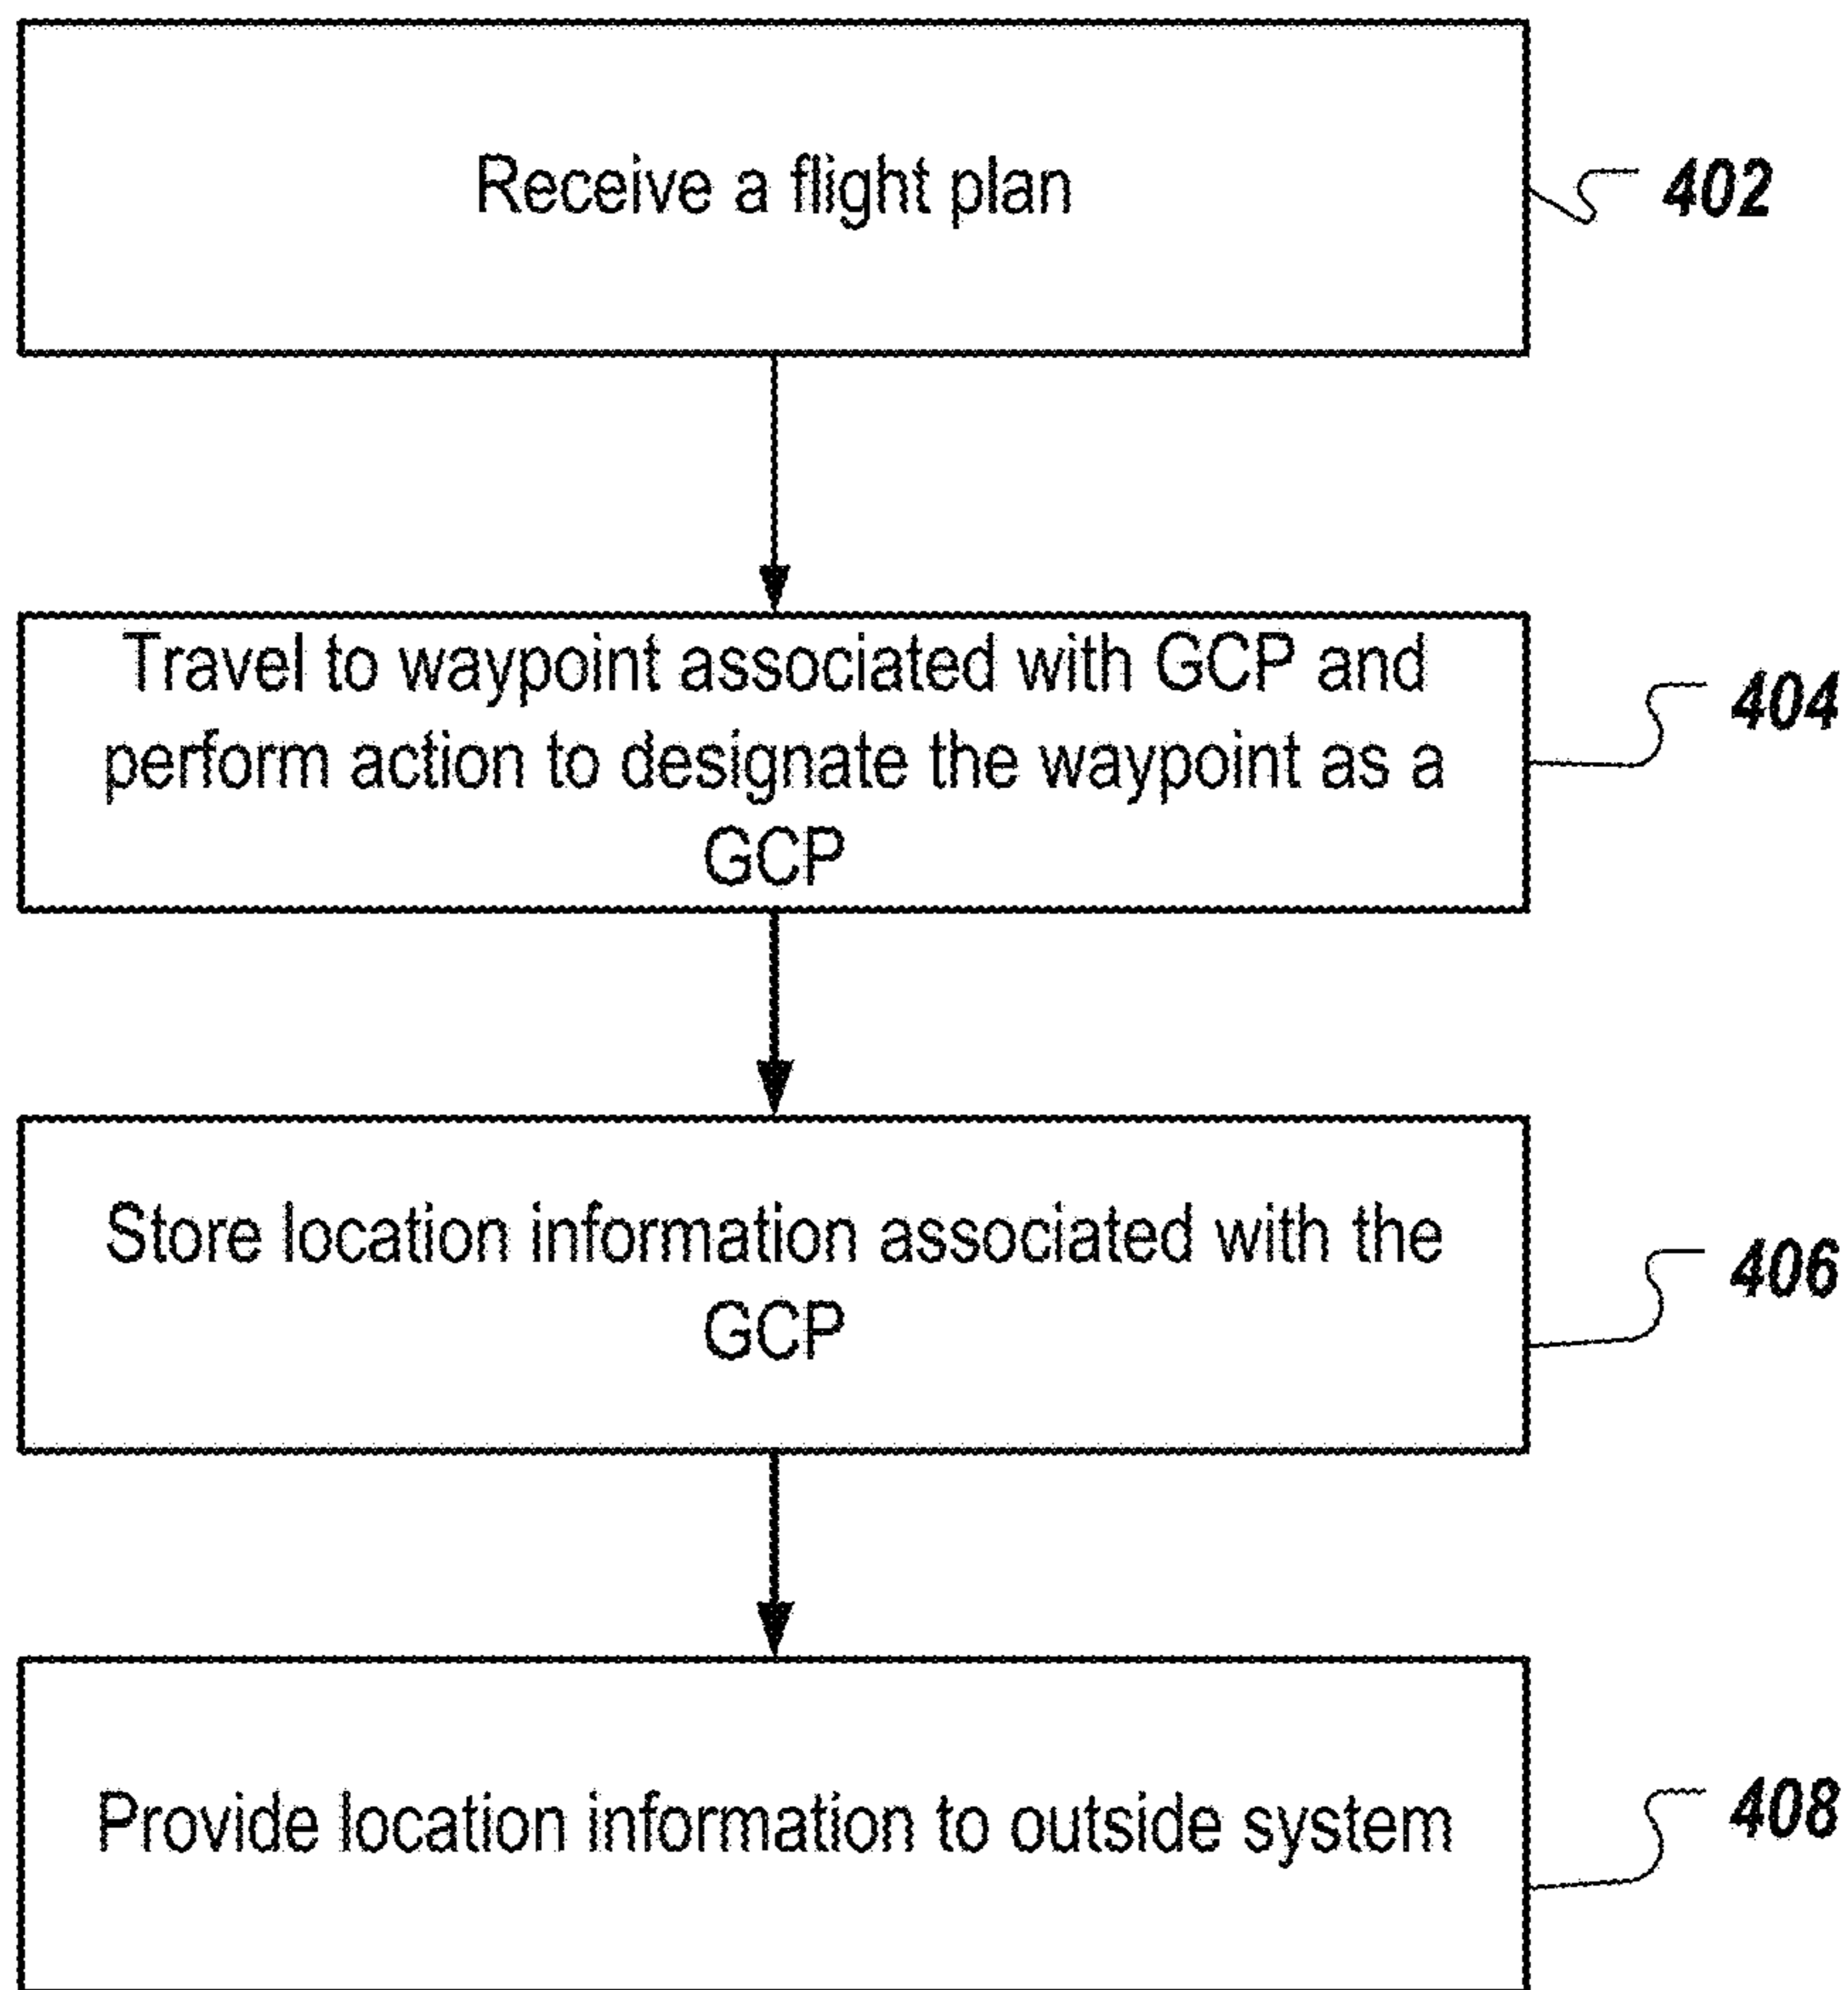 Receive a flight plan
402
Travel to waypoint associated with GCP and
perform action to designate the waypoint as a
GCP
404
Store location information associated with the
GCP
406
Provide location information to outside system
408